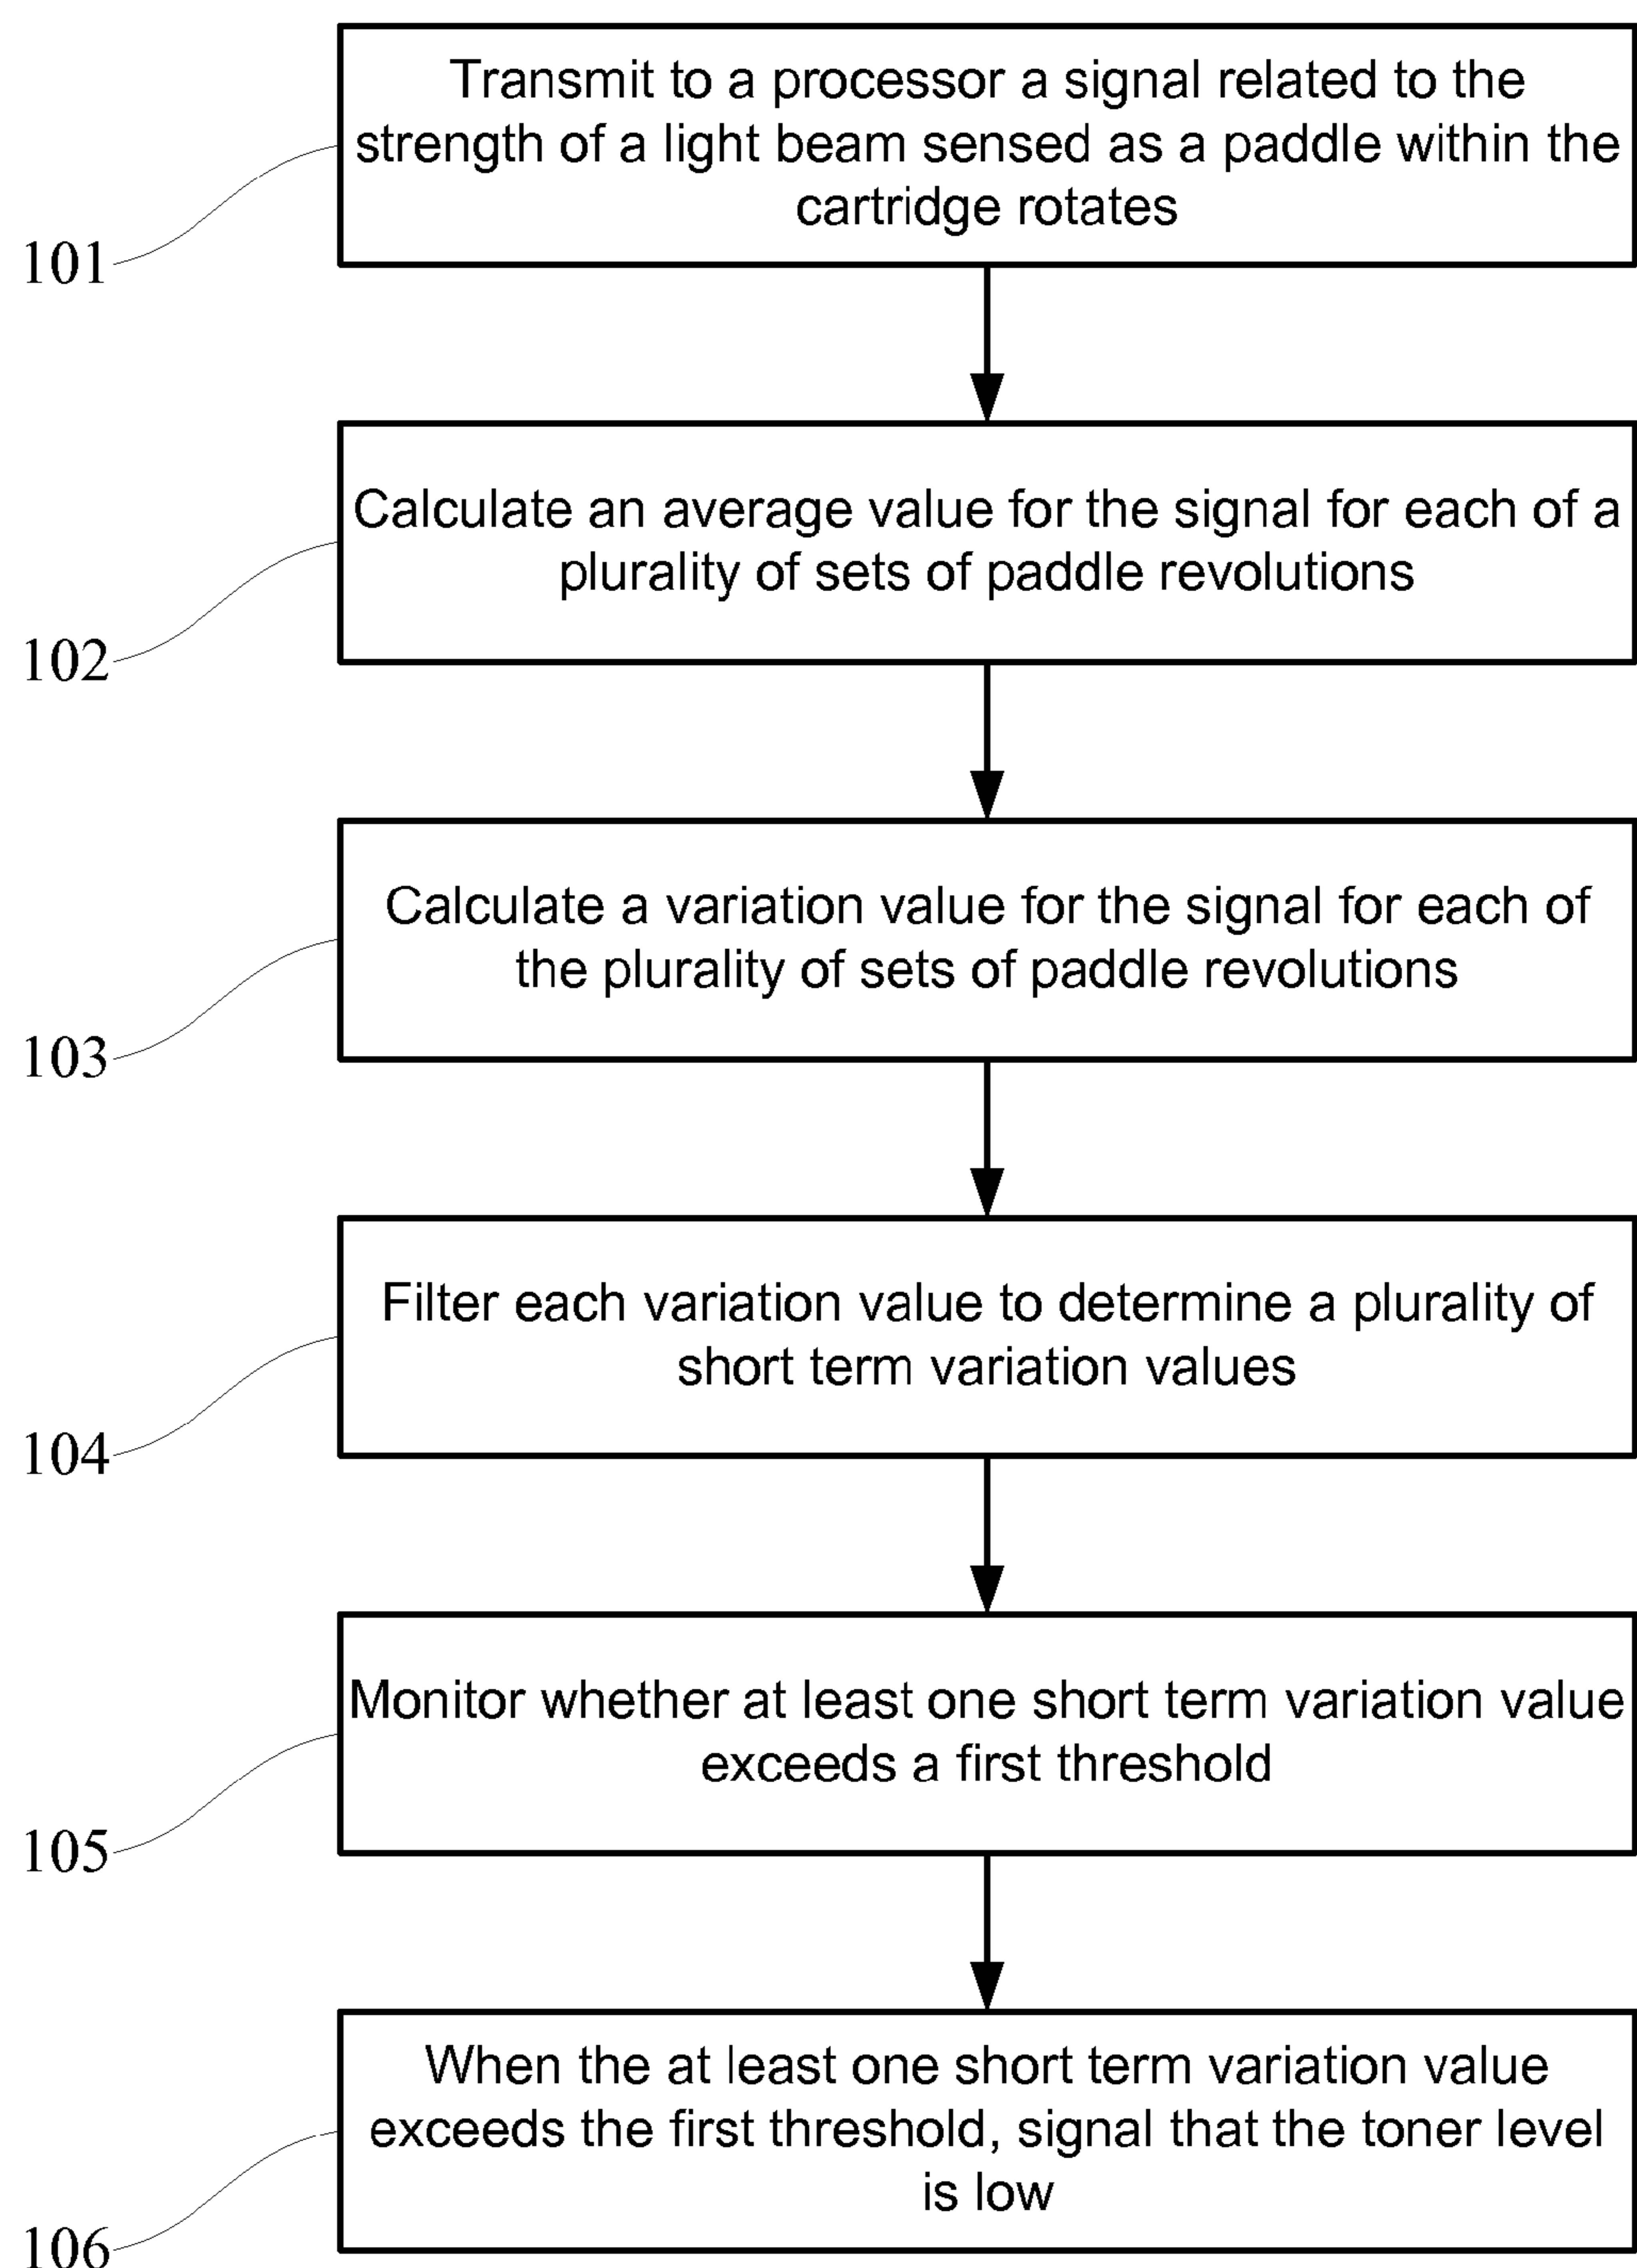 Transmit to a processor a signal related to the
strength of a light beam sensed as a paddle within the
cartridge rotates
101
Calculate an average value for the signal for each of a
plurality of sets of paddle revolutions
102
Calculate a variation value for the signal for each of
the plurality of sets of paddle revolutions
103
Filter each variation value to determine a plurality of
short term variation values
104
Monitor whether at least one short term variation value
exceeds a first threshold
105
When the at least one short term variation value
exceeds the first threshold, signal that the toner level
is low
106